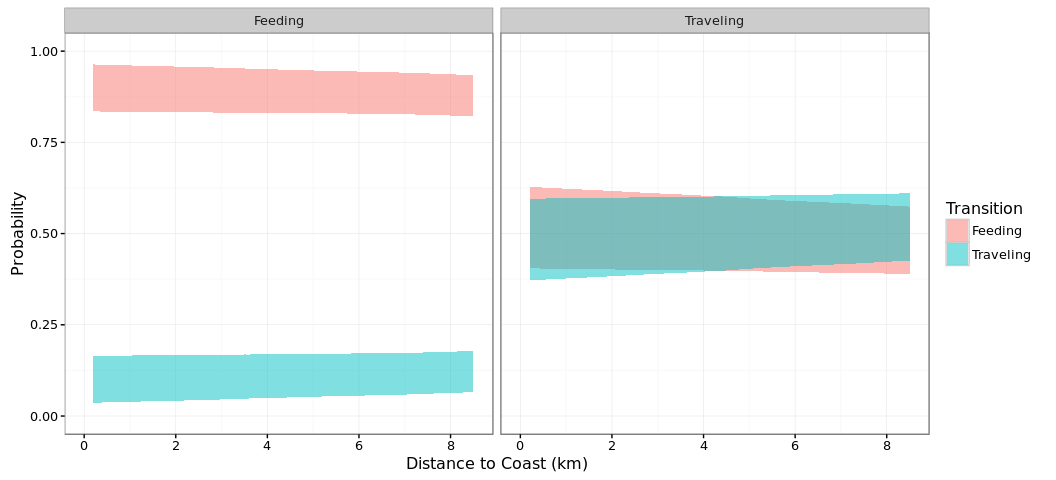 Feeding
Traveling
1.00
0.75
0.50
0.25
0.00
Probability
0 2 4 6 8
0 2 4 6 8
Distance to Coast (km)
Transition
Feeding
Traveling